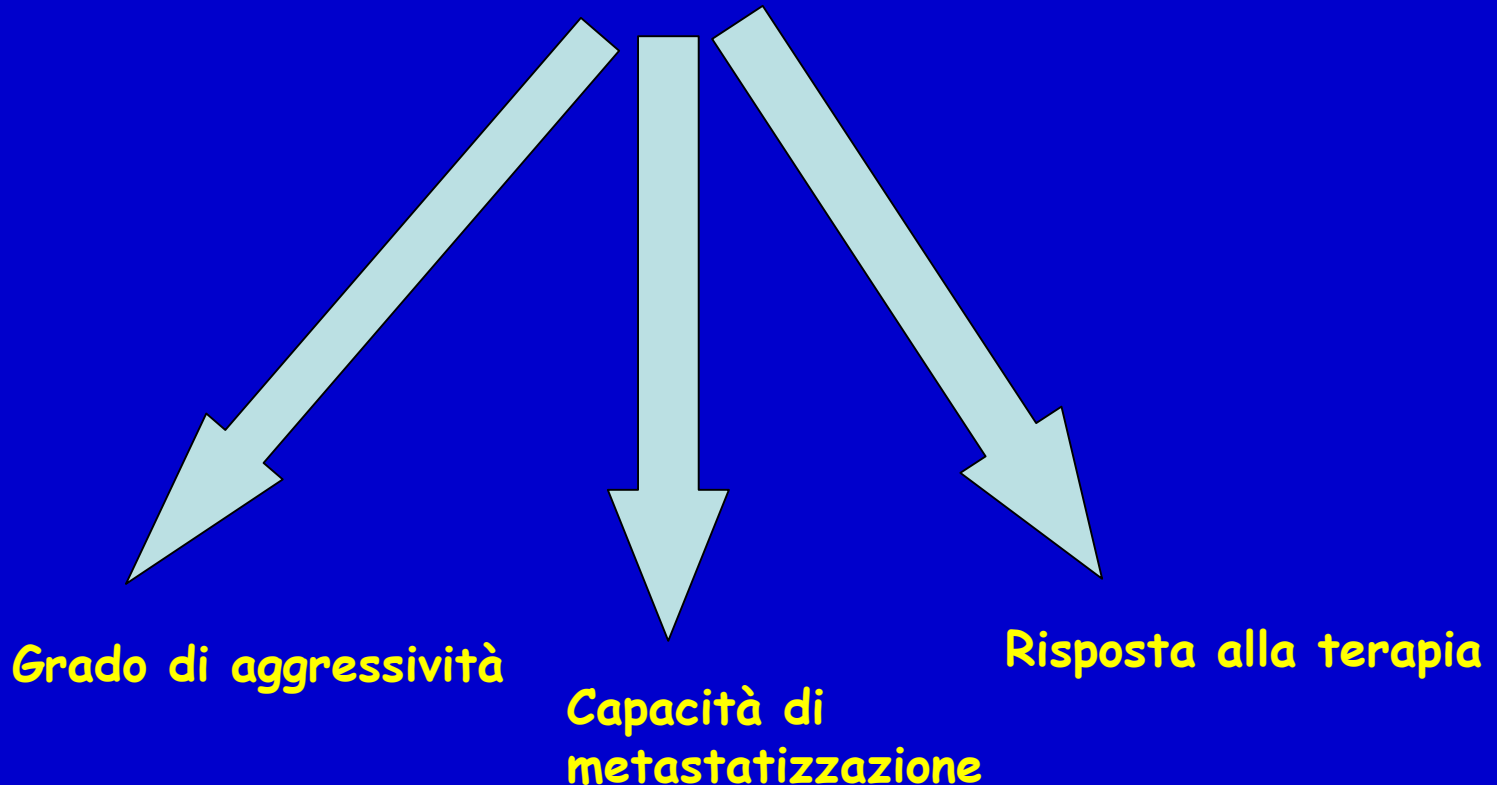 Grado di aggressività
Capacità di
metastatizzazione
Risposta alla terapia